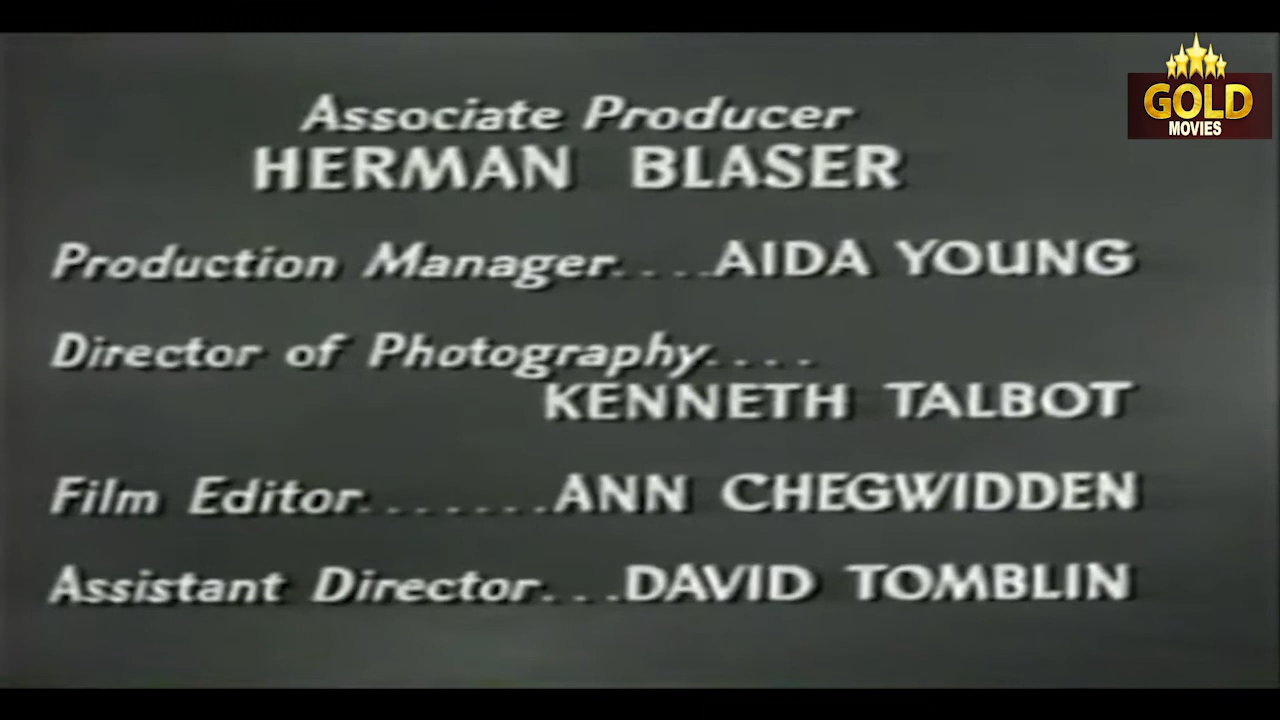 GOLD
MOVIES
Associate Producer
HERMAN BLASER
Production Manager....AIDA YOUNG
Director of Photography....
KENNETH TALBOT
Film Editor.......ANN CHEGWIDDEN
Assistant Director...DAVID TOMBLIN